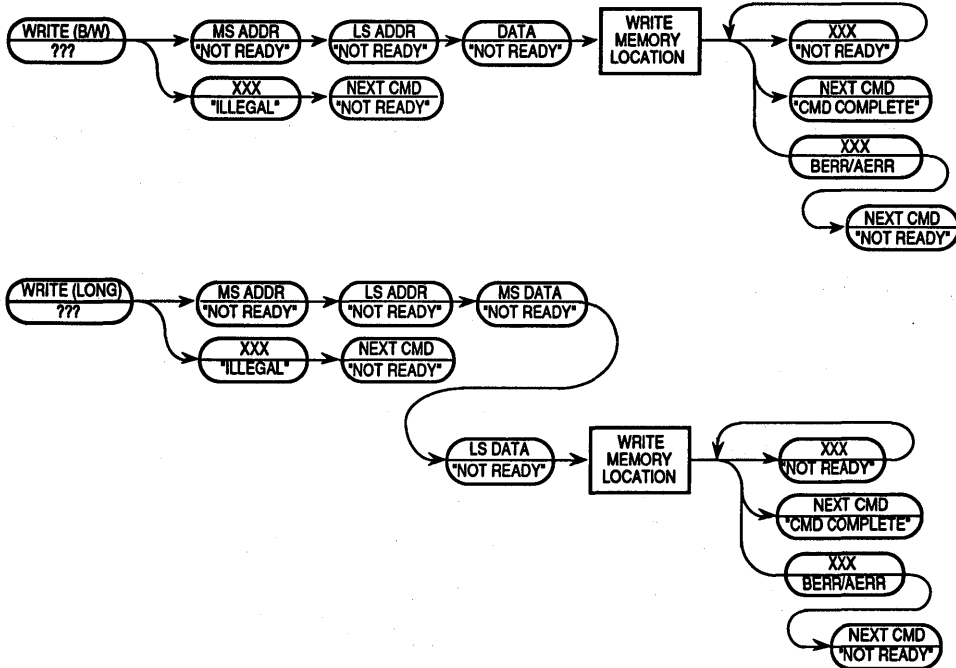 WRITE (B/W)
???
MS ADDR
"NOT READY"
LS ADDR
"NOT READY"
DATA
"NOT READY"
WRITE
MEMORY
LOCATION
XXX
"NOT READY"
XXX
"ILLEGAL"
NEXT CMD
"NOT READY"
NEXT CMD
"CMD COMPLETE"
XXX
BERR/AERR
NEXT CMD
"NOT READY"
WRITE (LONG)
???
MS ADDR
"NOT READY"
LS ADDR
"NOT READY"
MS DATA
"NOT READY"
XXX
"ILLEGAL"
NEXT CMD
"NOT READY"
LS DATA
"NOT READY"
WRITE
MEMORY
LOCATION
XXX
"NOT READY"
NEXT CMD
"CMD COMPLETE"
XXX
BERR/AERR
NEXT CMD
"NOT READY"